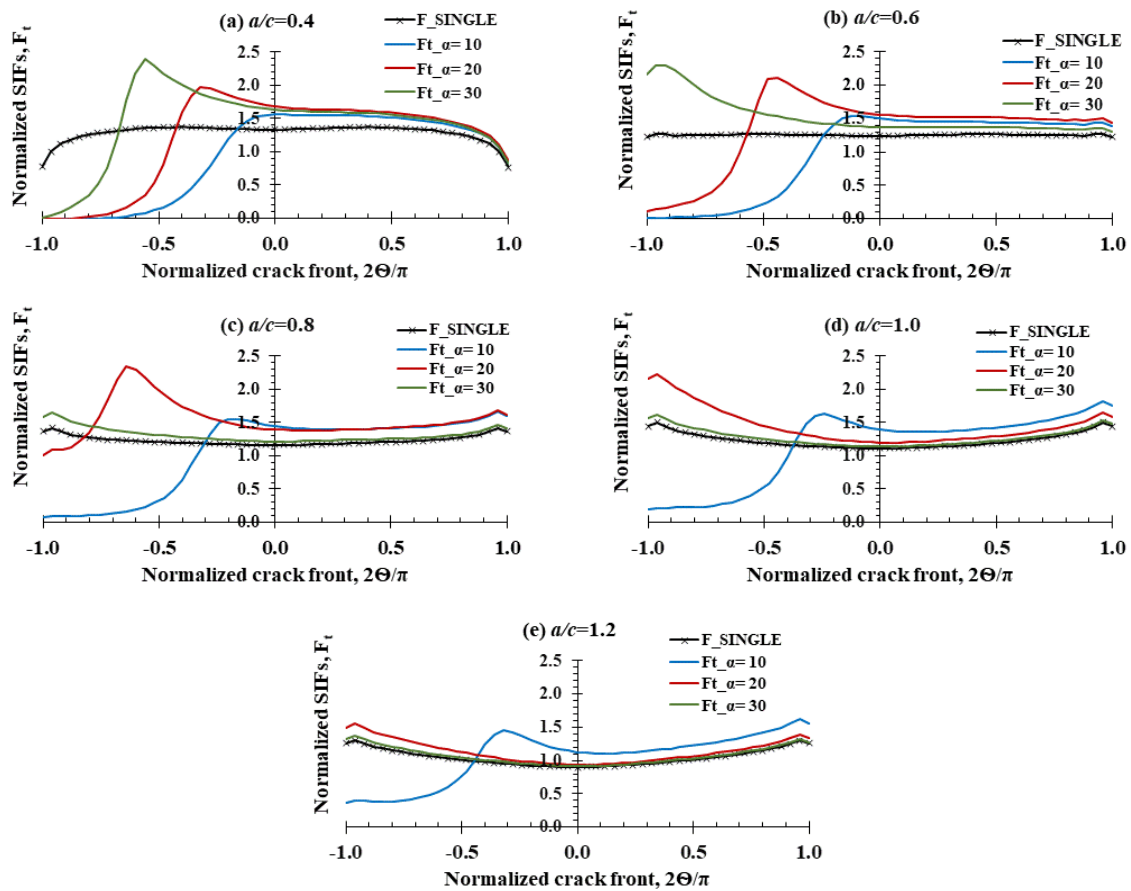 (a) a/c=0.4
Normalized SIFs, Ft
F_SINGLE
Ft_α= 10
Ft_α= 20
Ft_α= 30
2.5
2.0
1.5
1.0
0.5
0.0
-1.0 -0.5 0.0 0.5 1.0
Normalized crack front, 2Θ/π
(b) a/c=0.6
Normalized SIFs, Ft
F_SINGLE
Ft_α= 10
Ft_α= 20
Ft_α= 30
2.5
2.0
1.5
1.0
0.5
0.0
-1.0 -0.5 0.0 0.5 1.0
Normalized crack front, 2Θ/π
(c) a/c=0.8
Normalized SIFs, Ft
F_SINGLE
Ft_α= 10
Ft_α= 20
Ft_α= 30
2.5
2.0
1.5
1.0
0.5
0.0
-1.0 -0.5 0.0 0.5 1.0
Normalized crack front, 2Θ/π
(d) a/c=1.0
Normalized SIFs, Ft
F_SINGLE
Ft_α= 10
Ft_α= 20
Ft_α= 30
2.5
2.0
1.5
1.0
0.5
0.0
-1.0 -0.5 0.0 0.5 1.0
Normalized crack front, 2Θ/π
(e) a/c=1.2
Normalized SIFs, Ft
F_SINGLE
Ft_α= 10
Ft_α= 20
Ft_α= 30
2.5
2.0
1.5
1.0
0.5
0.0
-1.0 -0.5 0.0 0.5 1.0
Normalized crack front, 2Θ/π